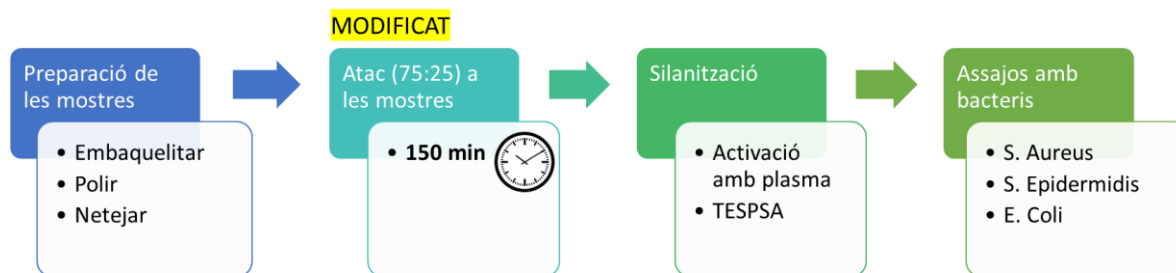 MODIFICAT
Preparació de
les mostres
• Embaquelitar
• Polir
• Netejar
Atac (75:25) a
les mostres
• 150 min
Silanització
• Activació
amb plasma
• TESPSA
Assajos amb
bacteris
• S. Aureus
• S. Epidermidis
• E. Coli